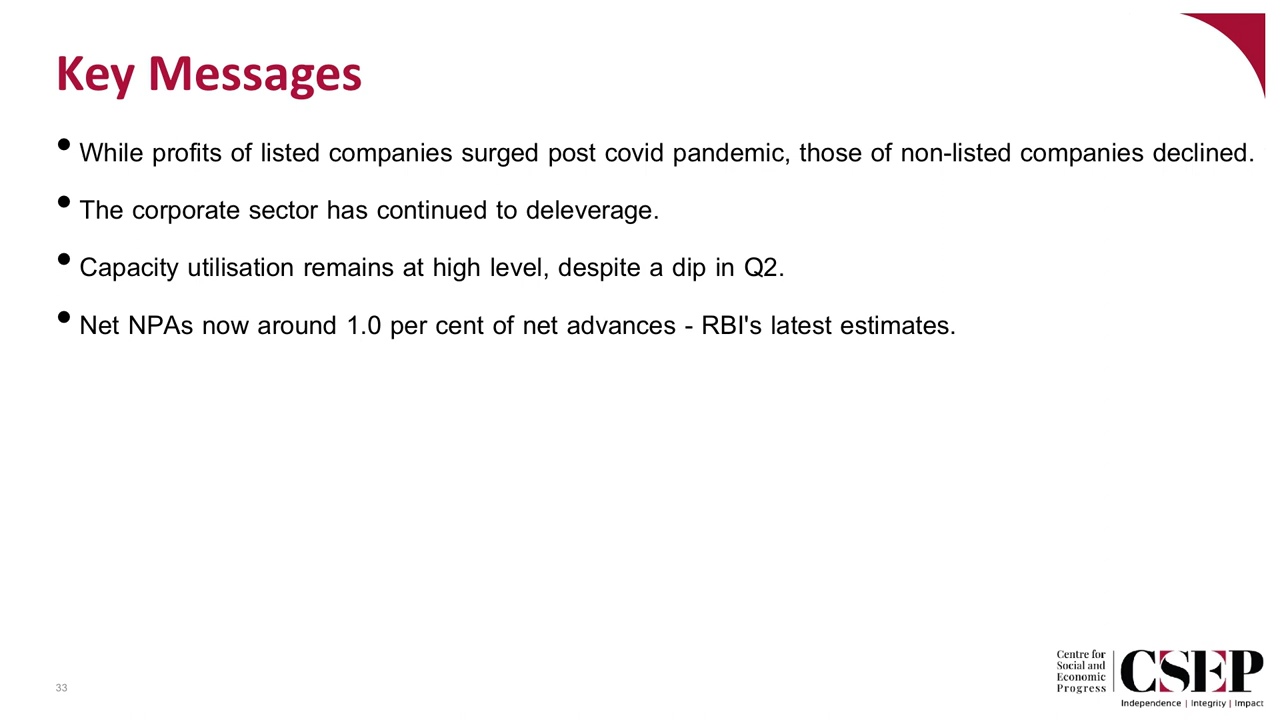 Key Messages
• While profits of listed companies surged post covid pandemic, those of non-listed companies declined.
• The corporate sector has continued to deleverage.
• Capacity utilisation remains at high level, despite a dip in Q2.
• Net NPAs now around 1.0 per cent of net advances - RBI's latest estimates.
33
Centre for
Social and
Economic
Progress
CSEP
Independence | Integrity | Impact